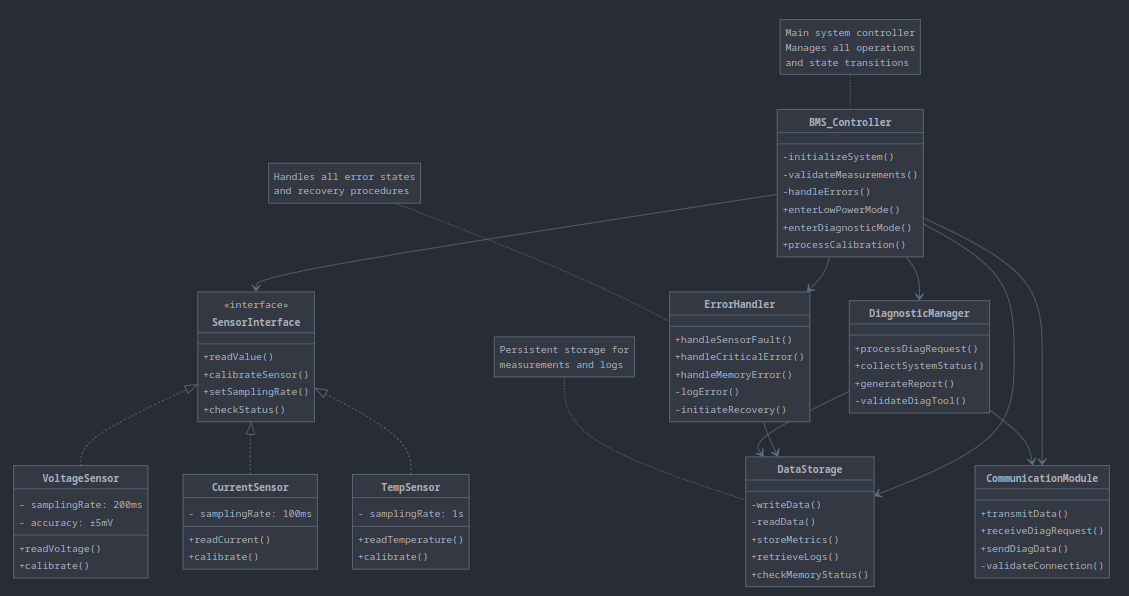 Main system controller
Manages all operations
and state transitions
BMS_Controller
-initializeSystem()
-validateMeasurements()
-handleErrors()
+enterLowPowerMode()
+enterDiagnosticMode()
+processCalibration()
Handles all error states
and recovery procedures
«interface»
SensorInterface
+readValue()
+calibrateSensor()
+setSamplingRate()
+checkStatus()
Persistent storage for
measurements and logs
ErrorHandler
+handleSensorFault()
+handleCriticalError()
+handleMemoryError()
-logError()
-initiateRecovery()
DiagnosticManager
+processDiagRequest()
+collectSystemStatus()
+generateReport()
-validateDiagTool()
VoltageSensor
- samplingRate: 200ms
- accuracy: ±5mV
+readVoltage()
+calibrate()
CurrentSensor
- samplingRate: 100ms
+readCurrent()
+calibrate()
TempSensor
- samplingRate: 1s
+readTemperature()
+calibrate()
DataStorage
-writeData()
-readData()
+storeMetrics()
+retrieveLogs()
+checkMemoryStatus()
CommunicationModule
+transmitData()
+receiveDiagRequest()
+sendDiagData()
-validateConnection()